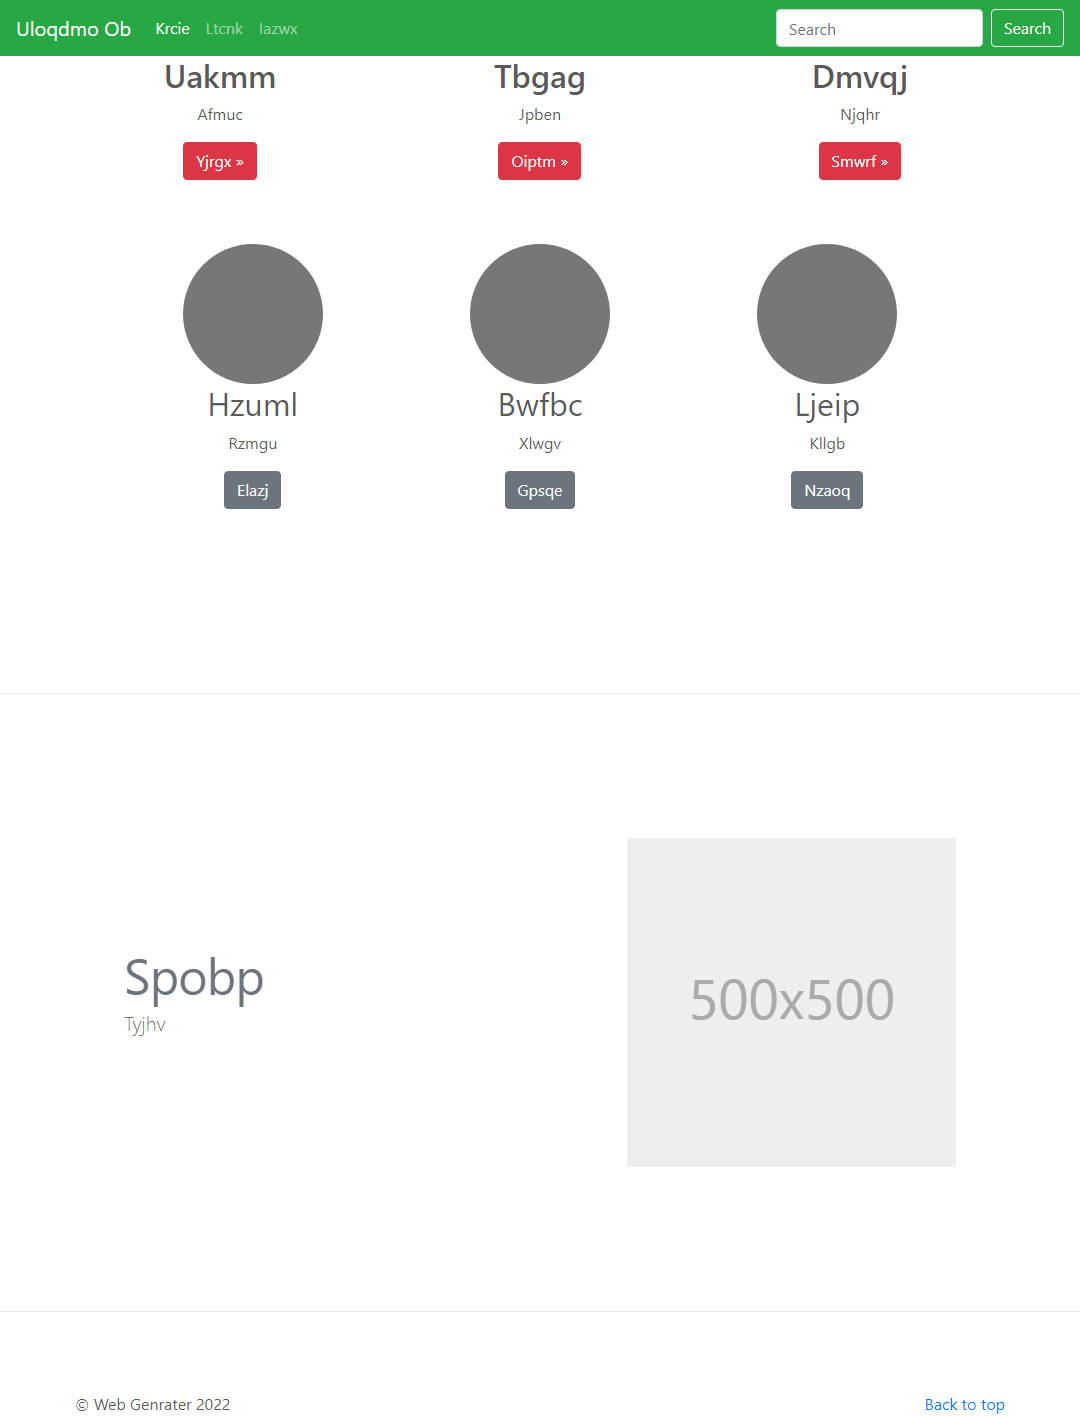 Uloqdmo Ob Krcie Ltcnk Iazwx Search Search
Uakmm Tbgag Dmvqj
Afmuc Jpben Njqhr
Yjrgx » Oiptm » Smwrf »
Hzuml Bwfbc Ljeip
Rzmgu Xlwgv Kllgb
Elazj Gpsqe Nzaoq
Spobp
Tyjhv
500x500
© Web Genrater 2022 Back to top